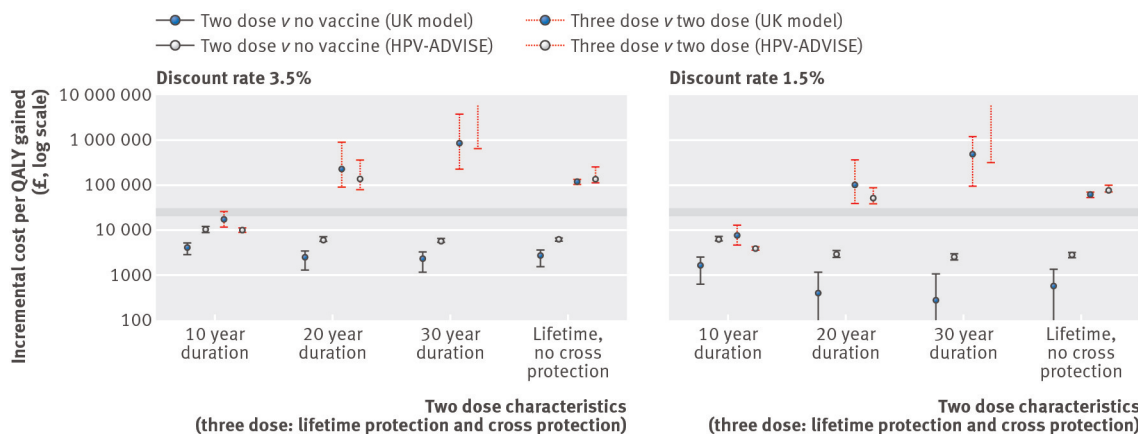 Two dose v no vaccine (UK model)
Three dose v two dose (UK model)
Two dose v no vaccine (HPV-ADVISE)
Three dose v two dose (HPV-ADVISE)
Incremental cost per QALY gained
(£, log scale)
Discount rate 3.5%
10 000 000
1 000 000
100 000
10 000
1000
100
10 year
duration
20 year
duration
30 year
duration
Lifetime,
no cross
protection
Two dose characteristics
(three dose: lifetime protection and cross protection)
Discount rate 1.5%
10 year
duration
20 year
duration
30 year
duration
Lifetime,
no cross
protection
Two dose characteristics
(three dose: lifetime protection and cross protection)